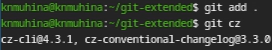 knmuhina@knmuhina:~/git-extended$ git add .
knmuhina@knmuhina:~/git-extended$ git cz
cz-cli@4.3.1, cz-conventional-changelog@3.3.0